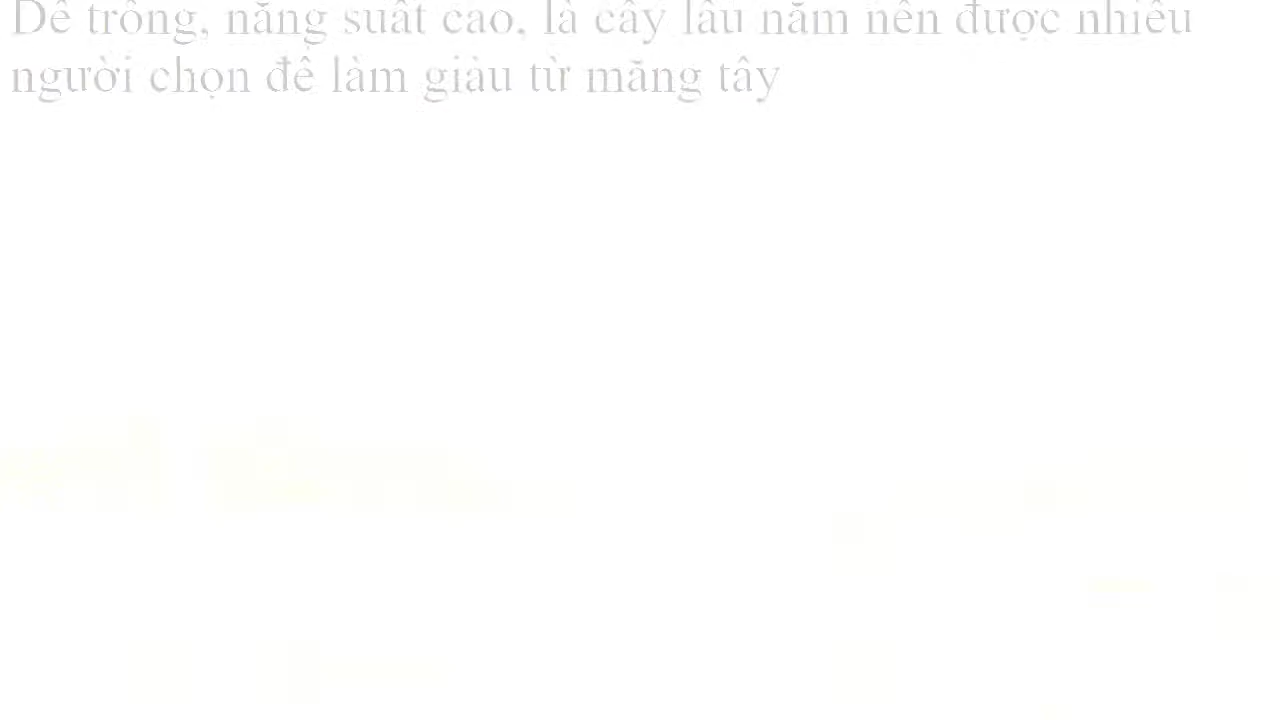 Dễ trồng, năng suất cao, là cây lâu năm nên được nhiều
người chọn để làm giàu từ măng tây